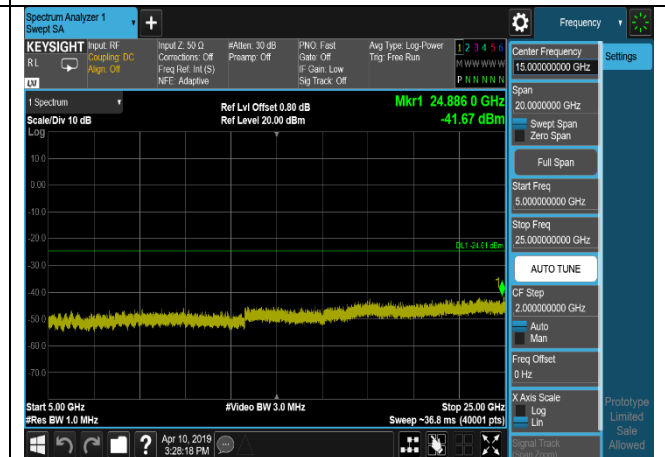 Spectrum Analyzer 1
Swept SA
+
Frequency
KEYSIGHT
RL
LXI
Input: RF
Coupling: DC
Align: Off
Input Z: 50 Ω
Corrections: Off
Freq Ref: Int (S)
NFE: Adaptive
#Atten: 30 dB
Preamp: Off
PNO: Fast
Gate: Off
IF Gain: Low
Sig Track: Off
Avg Type: Log-Power
Trig: Free Run
1 2 3 4 5 6
M W W W W W
P N N N N N
1 Spectrum
Scale/Div 10 dB
Log
Ref Lvl Offset 0.80 dB
Ref Level 20.00 dBm
Mkr1 24.886 0 GHz
-41.67 dBm
10.0
0.00
-10.0
-20.0
DL1 -24.61 dBm
-30.0
-40.0
1
-50.0
-60.0
-70.0
Start 5.00 GHz
#Res BW 1.0 MHz
#Video BW 3.0 MHz
Stop 25.00 GHz
Sweep ~36.8 ms (40001 pts)
?
Apr 10, 2019
3:28:18 PM
Center Frequency
15.000000000 GHz
Span
20.0000000 GHz
Swept Span
Zero Span
Full Span
Start Freq
5.000000000 GHz
Stop Freq
25.000000000 GHz
AUTO TUNE
CF Step
2.000000000 GHz
Auto
Man
Freq Offset
0 Hz
X Axis Scale
Log
Lin
Signal Track
(Span Zoom)
Settings
Prototype
Limited
Sale
Allowed